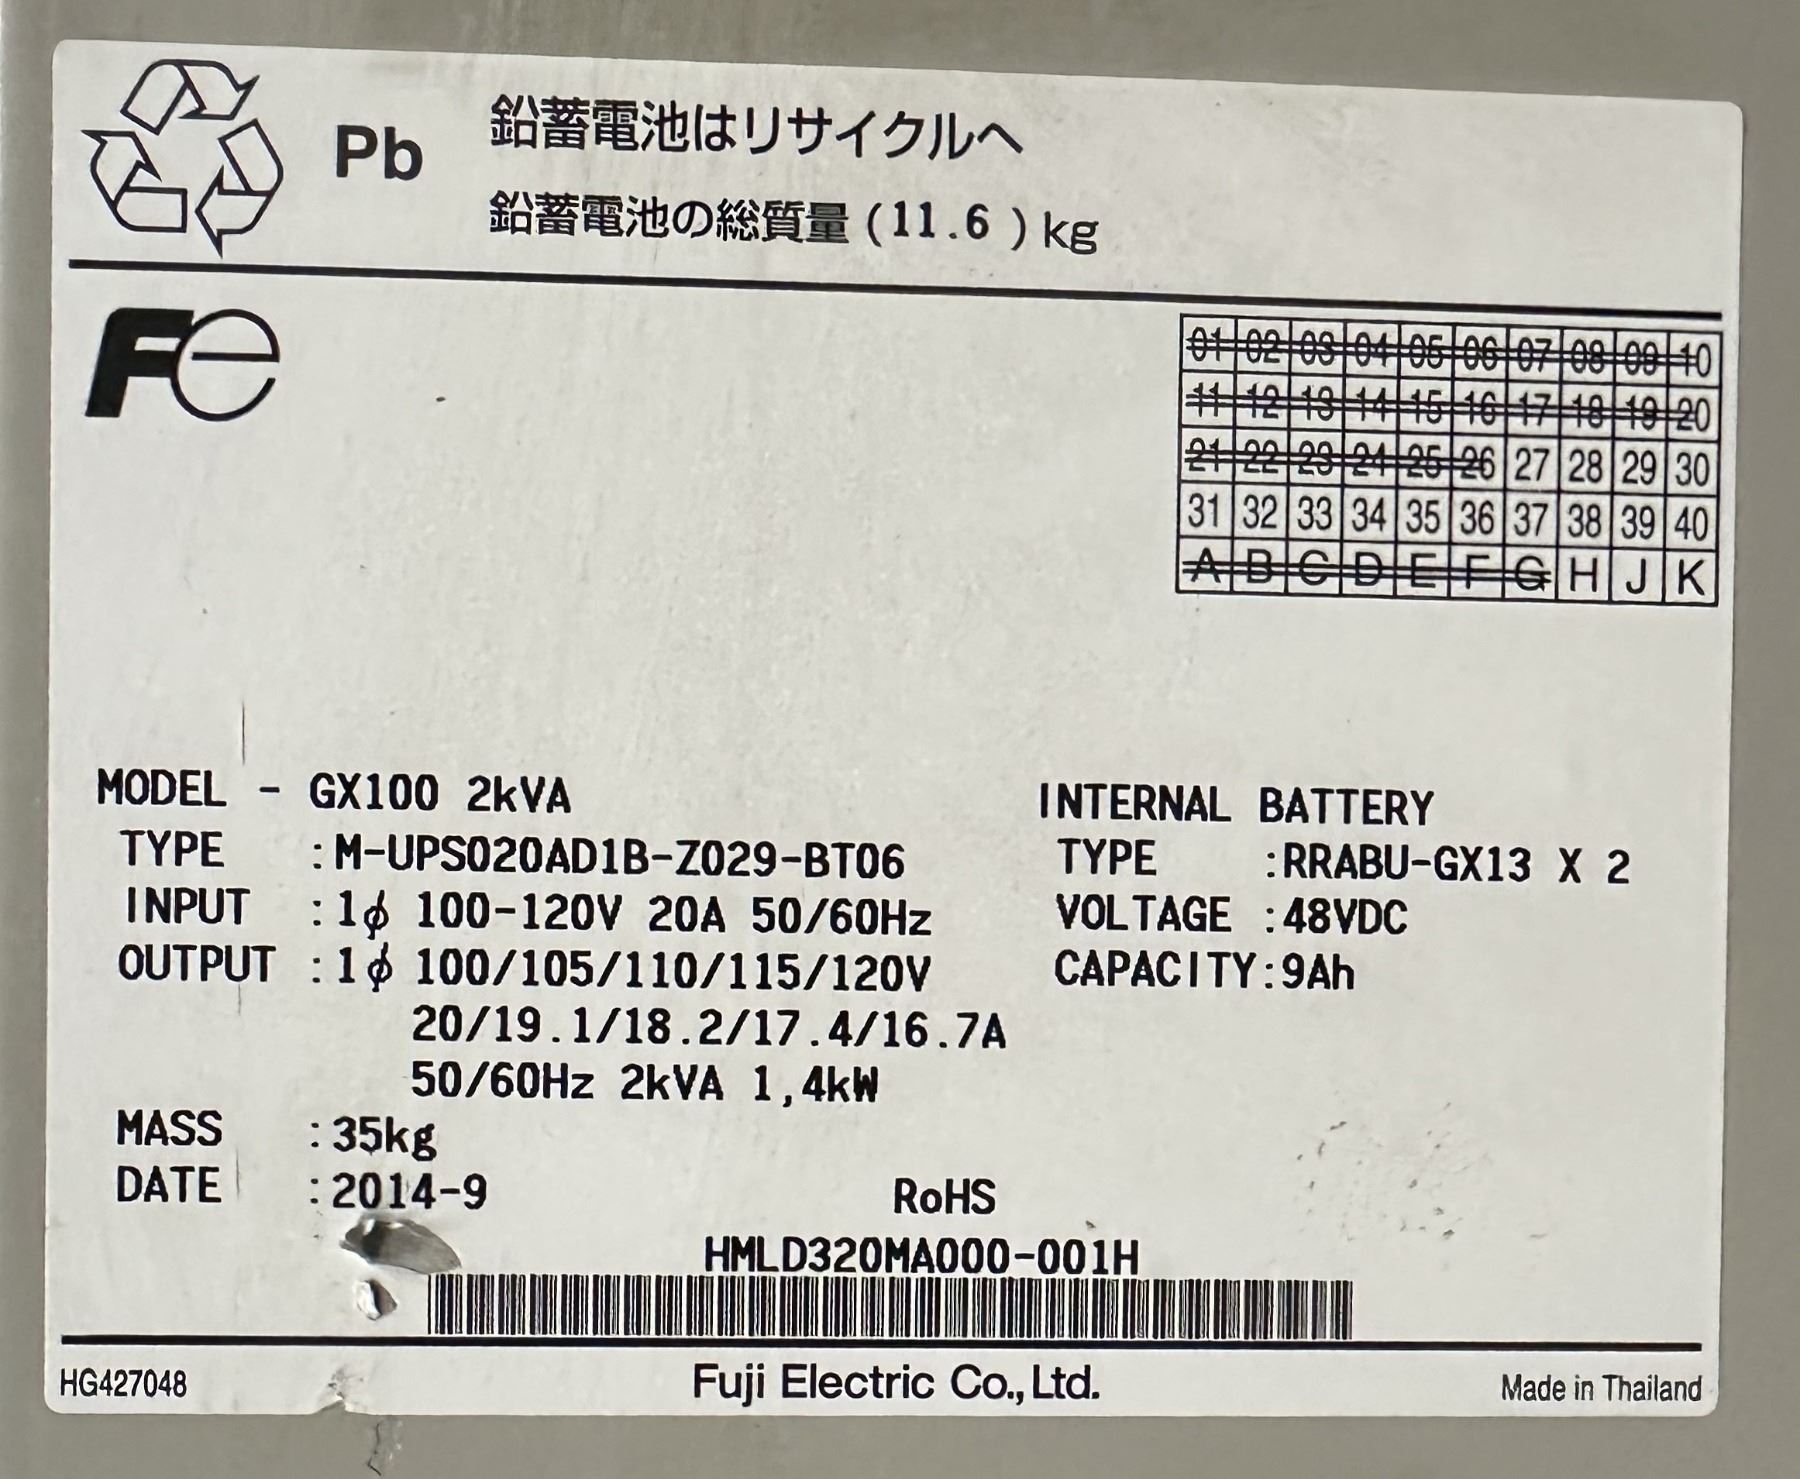 Pb
鉛蓄電池はリサイクルへ
鉛蓄電池の総質量 (11.6) kg
Fe
01 02 03 04 05 06 07 08 09 10
11 12 13 14 15 16 17 18 19 20
21 22 23 24 25 26 27 28 29 30
31 32 33 34 35 36 37 38 39 40
A B C D E F G H J K
MODEL - GX100 2kVA
TYPE :M-UPS020AD1B-Z029-BT06
INPUT :1φ 100-120V 20A 50/60Hz
OUTPUT :1φ 100/105/110/115/120V
20/19.1/18.2/17.4/16.7A
50/60Hz 2kVA 1,4kW
MASS :35kg
DATE :2014-9
INTERNAL BATTERY
TYPE :RRABU-GX13 X 2
VOLTAGE :48VDC
CAPACITY:9Ah
RoHS
HMLD320MA000-001H
HG427048
Fuji Electric Co.,Ltd.
Made in Thailand